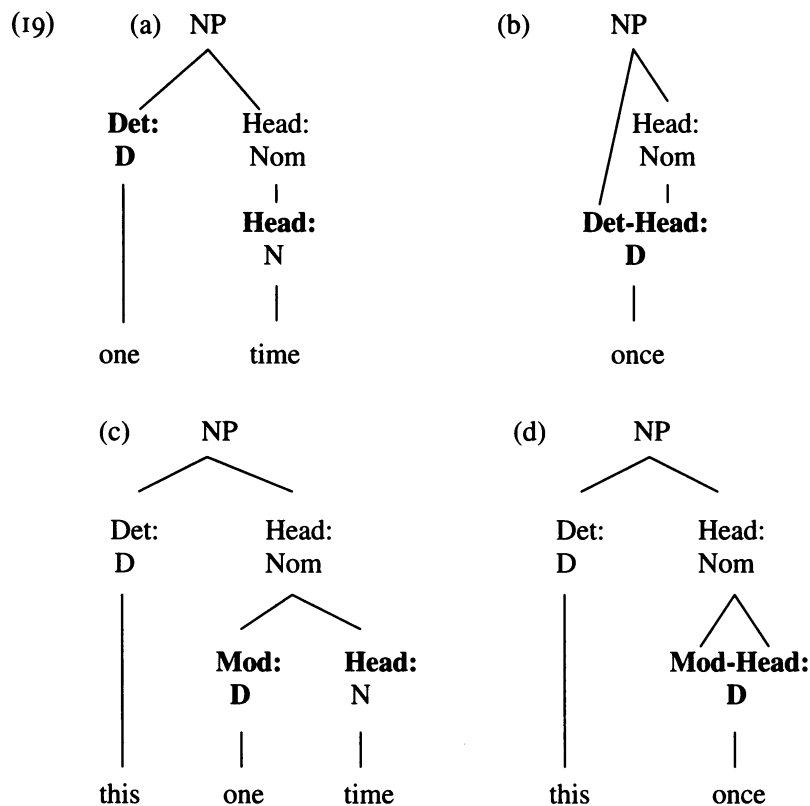 (19) (a) NP (b) NP
Det: Head: Head:
D Nom Nom
Head: Det-Head:
N D
one time once
(c) NP (d) NP
Det: Head: Det: Head:
D Nom D Nom
Mod: Head: Mod-Head:
D N D
this one time this once